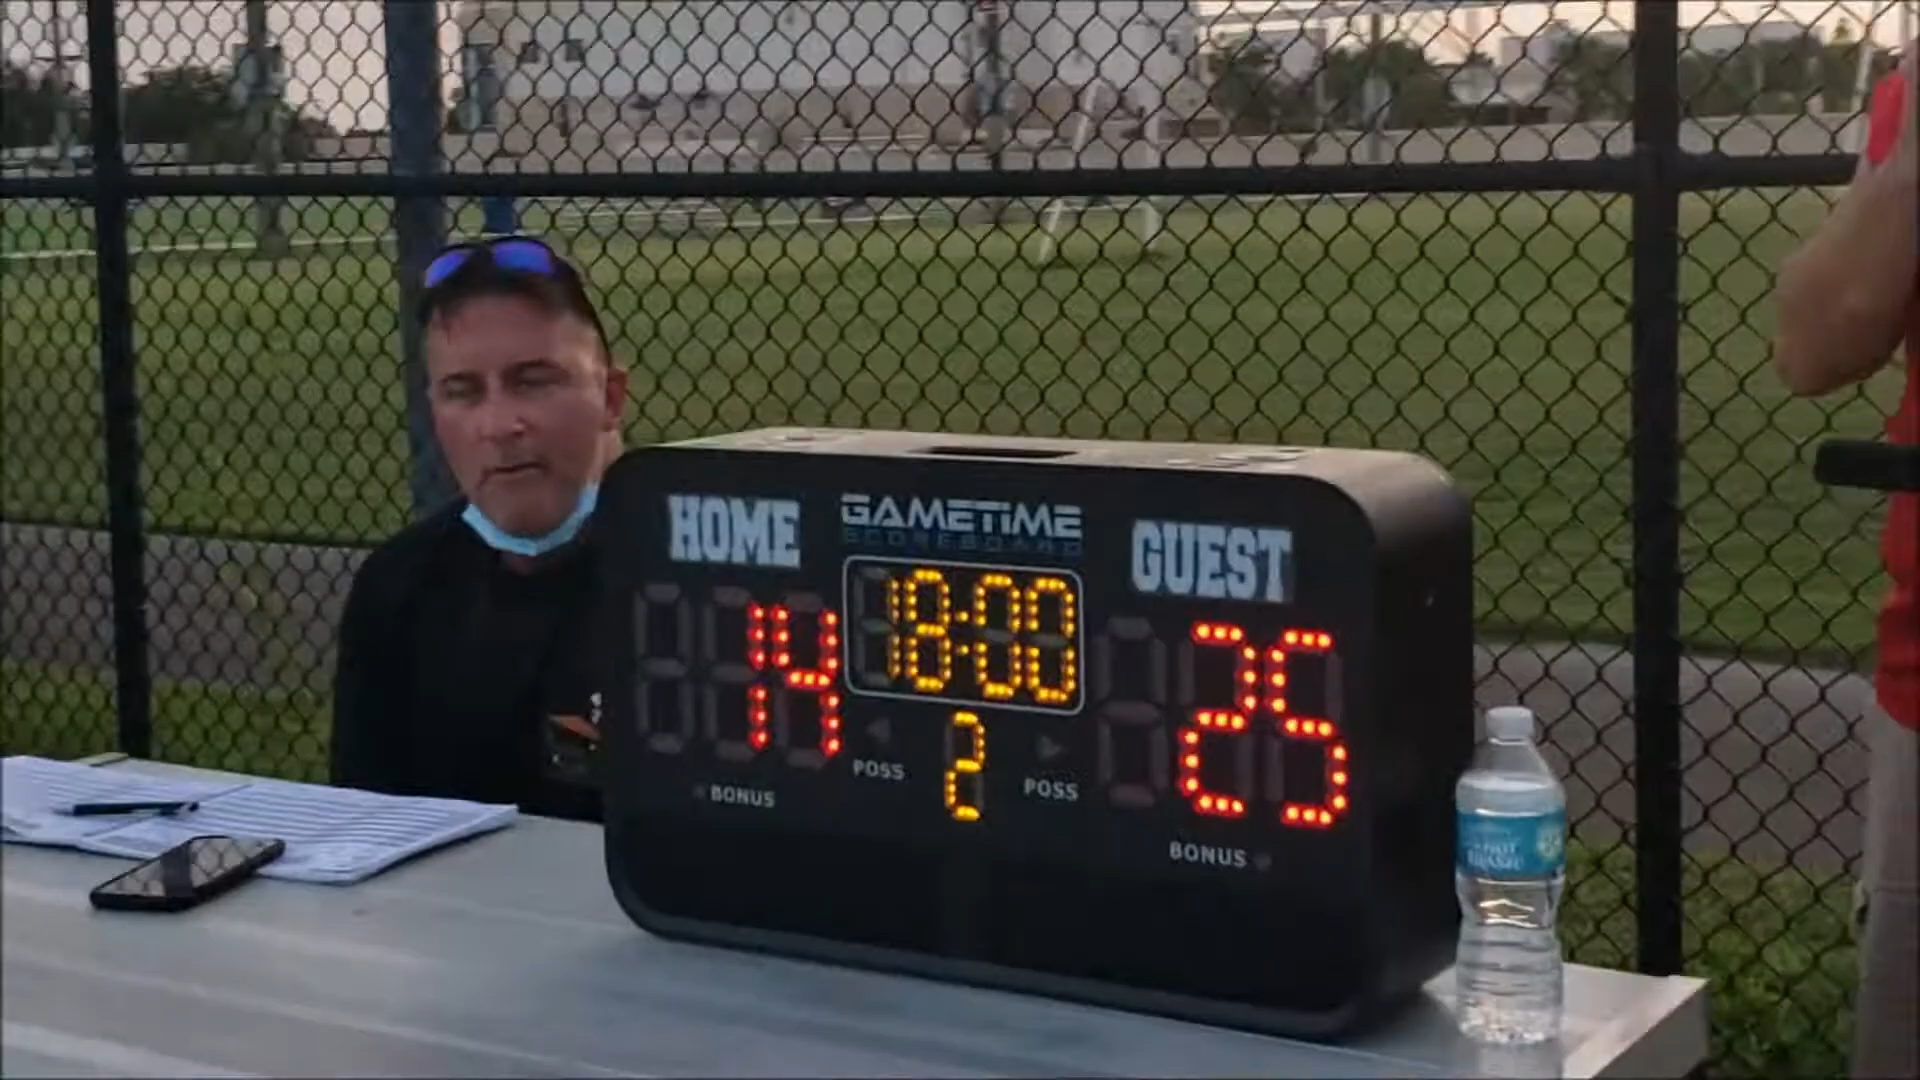 HOME
GAMETIME
SCOREBOARD
GUEST
14
18:00
25
POSS
2
POSS
BONUS
BONUS